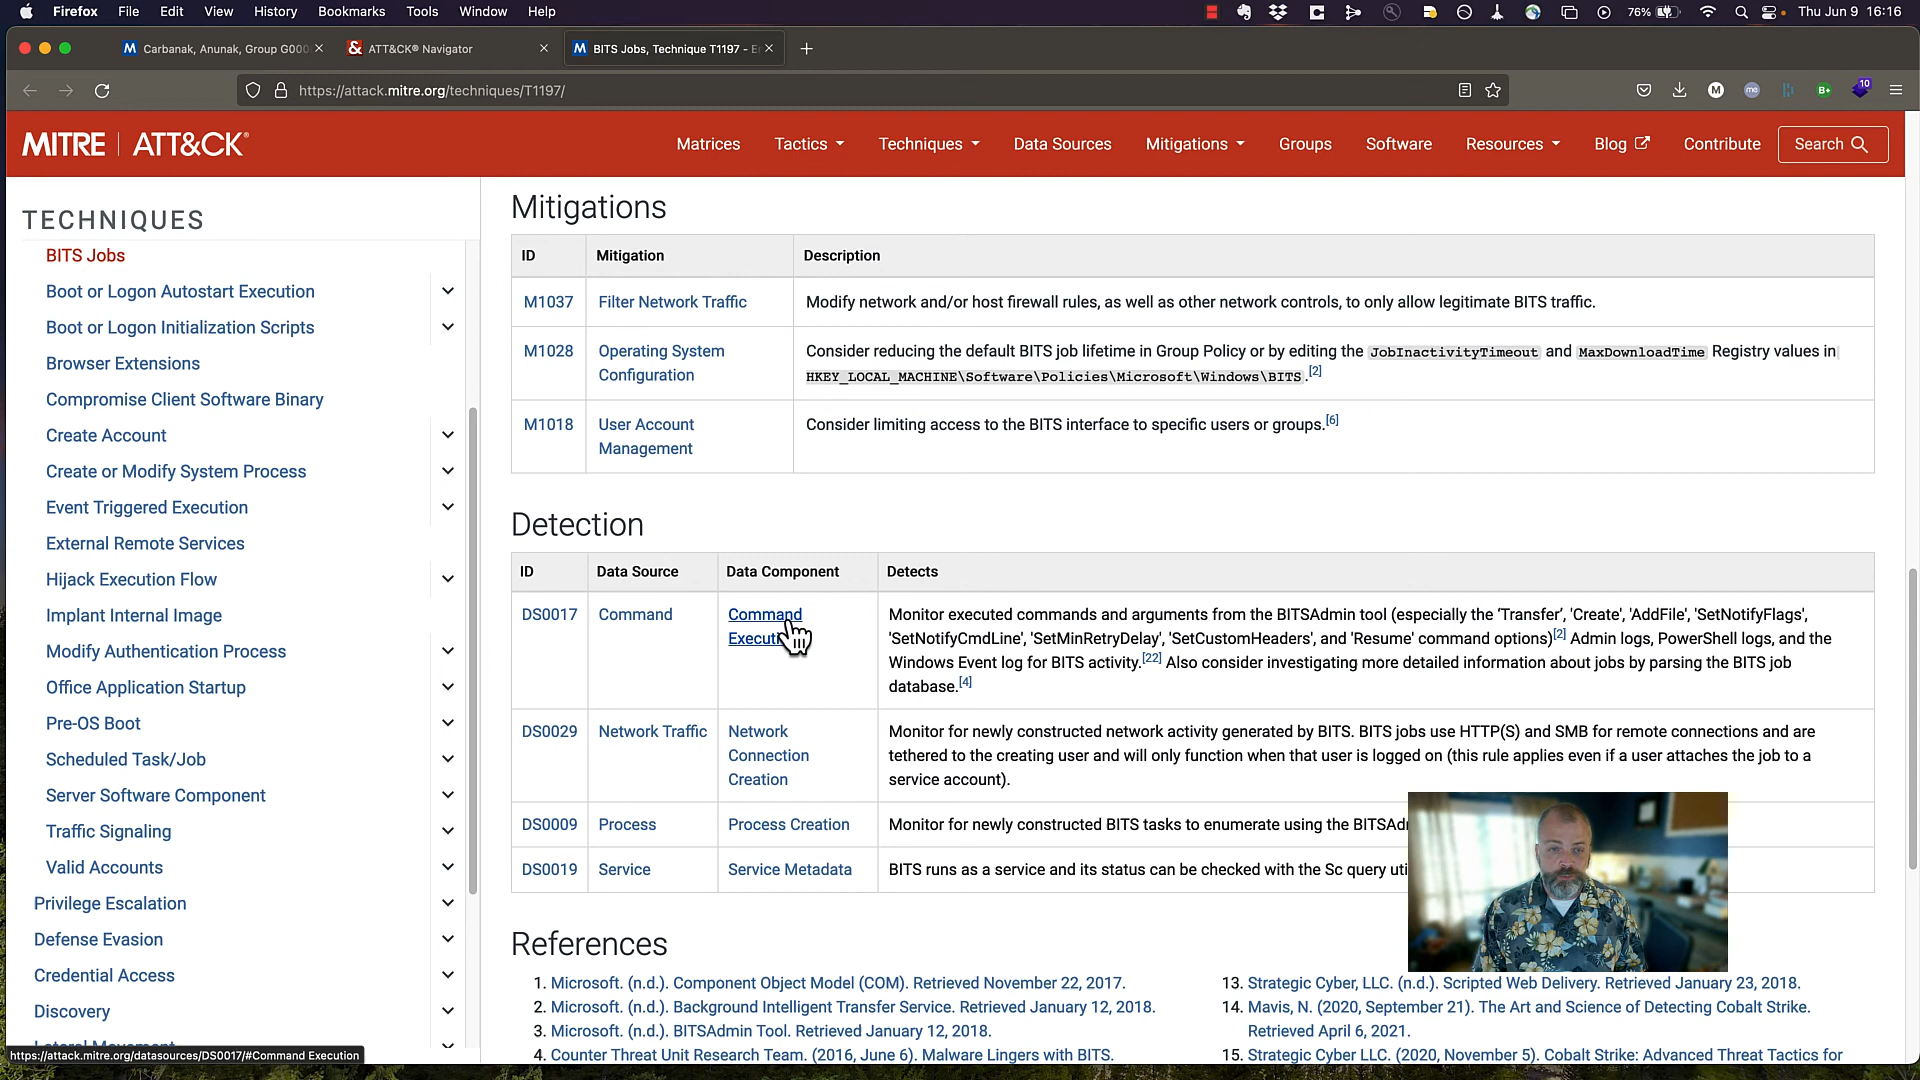 Firefox File Edit View History Bookmarks Tools Window Help 76% Thu Jun 9 16:16
Carbanak, Anunak, Group G000 ATT&CK® Navigator BITS Jobs, Technique T1197 - E
https://attack.mitre.org/techniques/T1197/
10
MITRE | ATT&CK®
Matrices Tactics Techniques Data Sources Mitigations Groups Software Resources Blog Contribute Search
TECHNIQUES
BITS Jobs
Boot or Logon Autostart Execution
Boot or Logon Initialization Scripts
Browser Extensions
Compromise Client Software Binary
Create Account
Create or Modify System Process
Event Triggered Execution
External Remote Services
Hijack Execution Flow
Implant Internal Image
Modify Authentication Process
Office Application Startup
Pre-OS Boot
Scheduled Task/Job
Server Software Component
Traffic Signaling
Valid Accounts
Privilege Escalation
Defense Evasion
Credential Access
Discovery
https://attack.mitre.org/datasources/DS0017/#Command Execution
Mitigations
ID Mitigation Description
M1037 Filter Network Traffic Modify network and/or host firewall rules, as well as other network controls, to only allow legitimate BITS traffic.
M1028 Operating System Configuration Consider reducing the default BITS job lifetime in Group Policy or by editing the JobInactivityTimeout and MaxDownloadTime Registry values in
HKEY_LOCAL_MACHINE\Software\Policies\Microsoft\Windows\BITS.[2]
M1018 User Account Management Consider limiting access to the BITS interface to specific users or groups.[6]
Detection
ID Data Source Data Component Detects
DS0017 Command Command Monitor executed commands and arguments from the BITSAdmin tool (especially the ‘Transfer’, 'Create', 'AddFile', 'SetNotifyFlags',
Executi 'SetNotifyCmdLine', 'SetMinRetryDelay', 'SetCustomHeaders', and 'Resume' command options)[2] Admin logs, PowerShell logs, and the
Windows Event log for BITS activity.[22] Also consider investigating more detailed information about jobs by parsing the BITS job
database.[4]
DS0029 Network Traffic Network Monitor for newly constructed network activity generated by BITS. BITS jobs use HTTP(S) and SMB for remote connections and are
Connection tethered to the creating user and will only function when that user is logged on (this rule applies even if a user attaches the job to a
Creation service account).
DS0009 Process Process Creation Monitor for newly constructed BITS tasks to enumerate using the BITSAd
DS0019 Service Service Metadata BITS runs as a service and its status can be checked with the Sc query uti
References
1. Microsoft. (n.d.). Component Object Model (COM). Retrieved November 22, 2017.
2. Microsoft. (n.d.). Background Intelligent Transfer Service. Retrieved January 12, 2018.
3. Microsoft. (n.d.). BITSAdmin Tool. Retrieved January 12, 2018.
4. Counter Threat Unit Research Team. (2016, June 6). Malware Lingers with BITS.
13. Strategic Cyber, LLC. (n.d.). Scripted Web Delivery. Retrieved January 23, 2018.
14. Mavis, N. (2020, September 21). The Art and Science of Detecting Cobalt Strike.
Retrieved April 6, 2021.
15. Strategic Cyber LLC. (2020, November 5). Cobalt Strike: Advanced Threat Tactics for